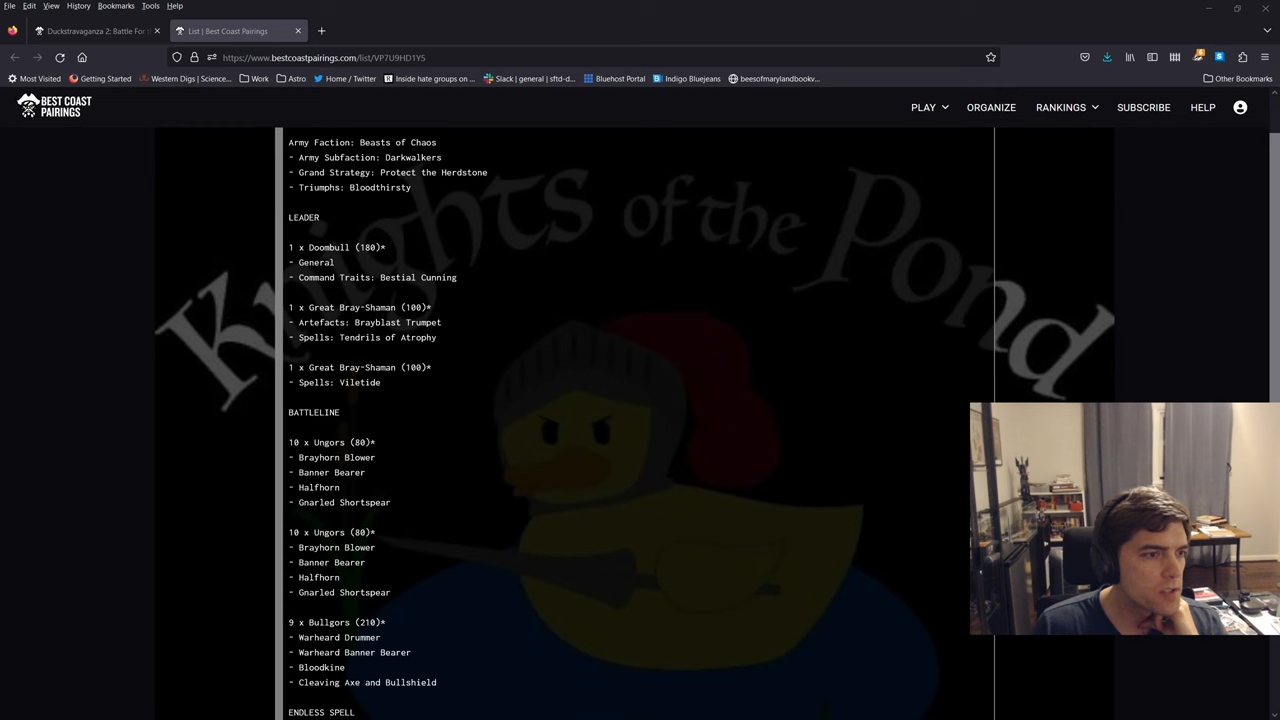 File Edit View History Bookmarks Tools Help
Duckstravaganza 2: Battle For th
List | Best Coast Pairings
https://www.bestcoastpairings.com/list/VP7U9HD1Y5
Most Visited Getting Started Western Digs | Science... Work Astro Home / Twitter Inside hate groups on ... Slack | general | sftd-d... Bluehost Portal Indigo Bluejeans beesofmarylandbookv... Other Bookmarks
BEST COAST
PAIRINGS
PLAY ORGANIZE RANKINGS SUBSCRIBE HELP
Knights of the Pond
Army Faction: Beasts of Chaos
- Army Subfaction: Darkwalkers
- Grand Strategy: Protect the Herdstone
- Triumphs: Bloodthirsty
LEADER
1 x Doombull (180)*
- General
- Command Traits: Bestial Cunning
1 x Great Bray-Shaman (100)*
- Artefacts: Brayblast Trumpet
- Spells: Tendrils of Atrophy
1 x Great Bray-Shaman (100)*
- Spells: Viletide
BATTLELINE
10 x Ungors (80)*
- Brayhorn Blower
- Banner Bearer
- Halfhorn
- Gnarled Shortspear
10 x Ungors (80)*
- Brayhorn Blower
- Banner Bearer
- Halfhorn
- Gnarled Shortspear
9 x Bullgors (210)*
- Warheard Drummer
- Warheard Banner Bearer
- Bloodkine
- Cleaving Axe and Bullshield
ENDLESS SPELL